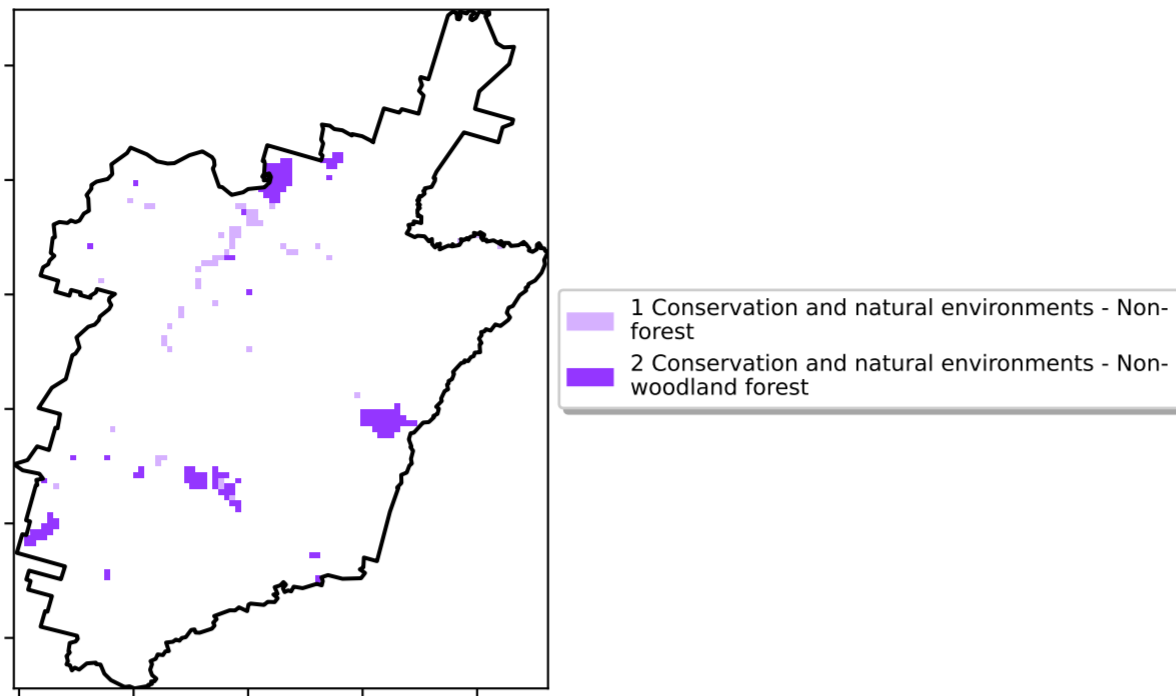 1 Conservation and natural environments - Non-
forest
2 Conservation and natural environments - Non-
woodland forest